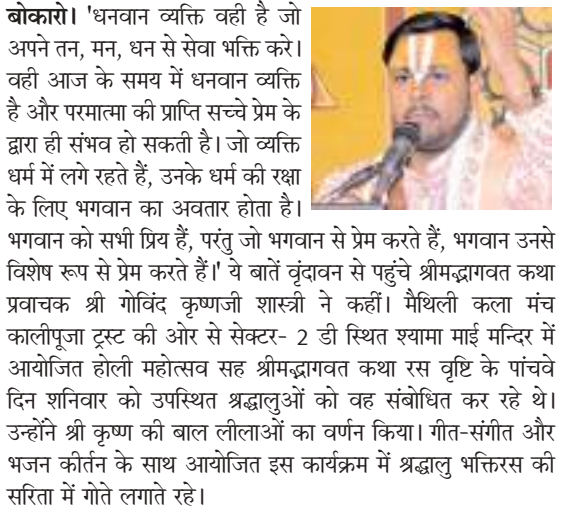 बोकारो। 'धनवान व्यक्ति वही है जो
अपने तन, मन, धन से सेवा भक्ति करे।
वही आज के समय में धनवान व्यक्ति
है और परमात्मा की प्राप्ति सच्चे प्रेम के
द्वारा ही संभव हो सकती है। जो व्यक्ति
धर्म में लगे रहते हैं, उनके धर्म की रक्षा
के लिए भगवान का अवतार होता है।
भगवान को सभी प्रिय हैं, परंतु जो भगवान से प्रेम करते हैं, भगवान उनसे
विशेष रूप से प्रेम करते हैं।' ये बातें वृंदावन से पहुंचे श्रीमद्भागवत कथा
प्रवाचक श्री गोविंद कृष्णजी शास्त्री ने कहीं। मैथिली कला मंच
कालीपूजा ट्रस्ट की ओर से सेक्टर- 2 डी स्थित श्यामा माई मन्दिर में
आयोजित होली महोत्सव सह श्रीमद्भागवत कथा रस वृष्टि के पांचवे
दिन शनिवार को उपस्थित श्रद्धालुओं को वह संबोधित कर रहे थे।
उन्होंने श्री कृष्ण की बाल लीलाओं का वर्णन किया। गीत-संगीत और
भजन कीर्तन के साथ आयोजित इस कार्यक्रम में श्रद्धालु भक्तिरस की
सरिता में गोते लगाते रहे।